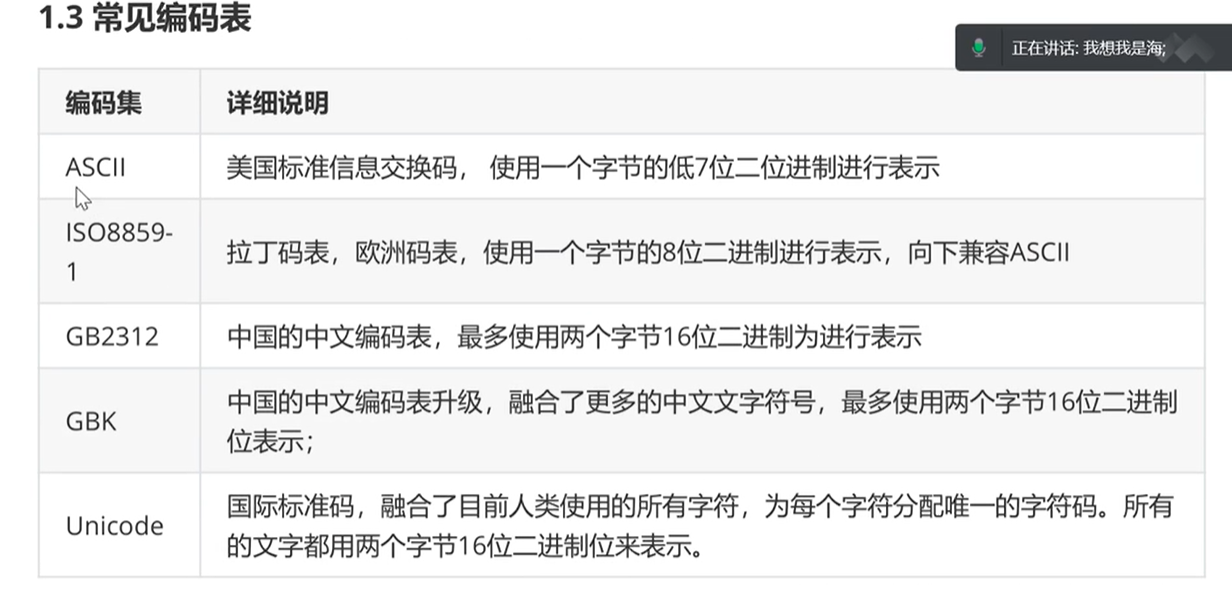 1.3 常见编码表
正在讲话: 我想我是海;
编码集 详细说明
ASCII 美国标准信息交换码， 使用一个字节的低7位二位进制进行表示
ISO8859-
1
拉丁码表，欧洲码表，使用一个字节的8位二进制进行表示，向下兼容ASCII
GB2312 中国的中文编码表，最多使用两个字节16位二进制为进行表示
GBK
中国的中文编码表升级，融合了更多的中文文字符号，最多使用两个字节16位二进制
位表示；
Unicode
国际标准码，融合了目前人类使用的所有字符，为每个字符分配唯一的字符码。所有
的文字都用两个字节16位二进制位来表示。